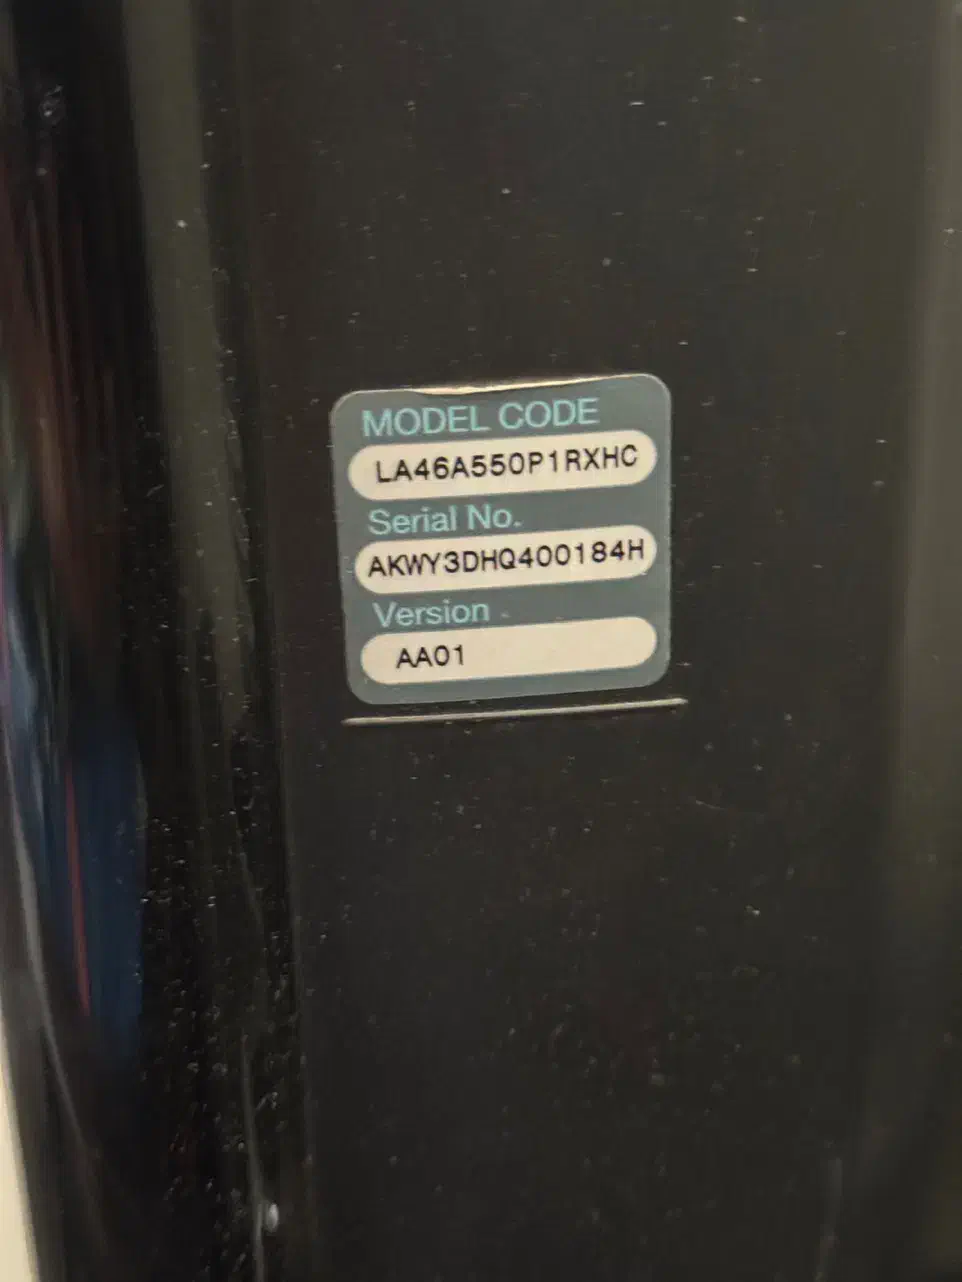 MODEL CODE
LA46A550P1RXHC
Serial No.
AKWY3DHQ400184H
Version
AA01